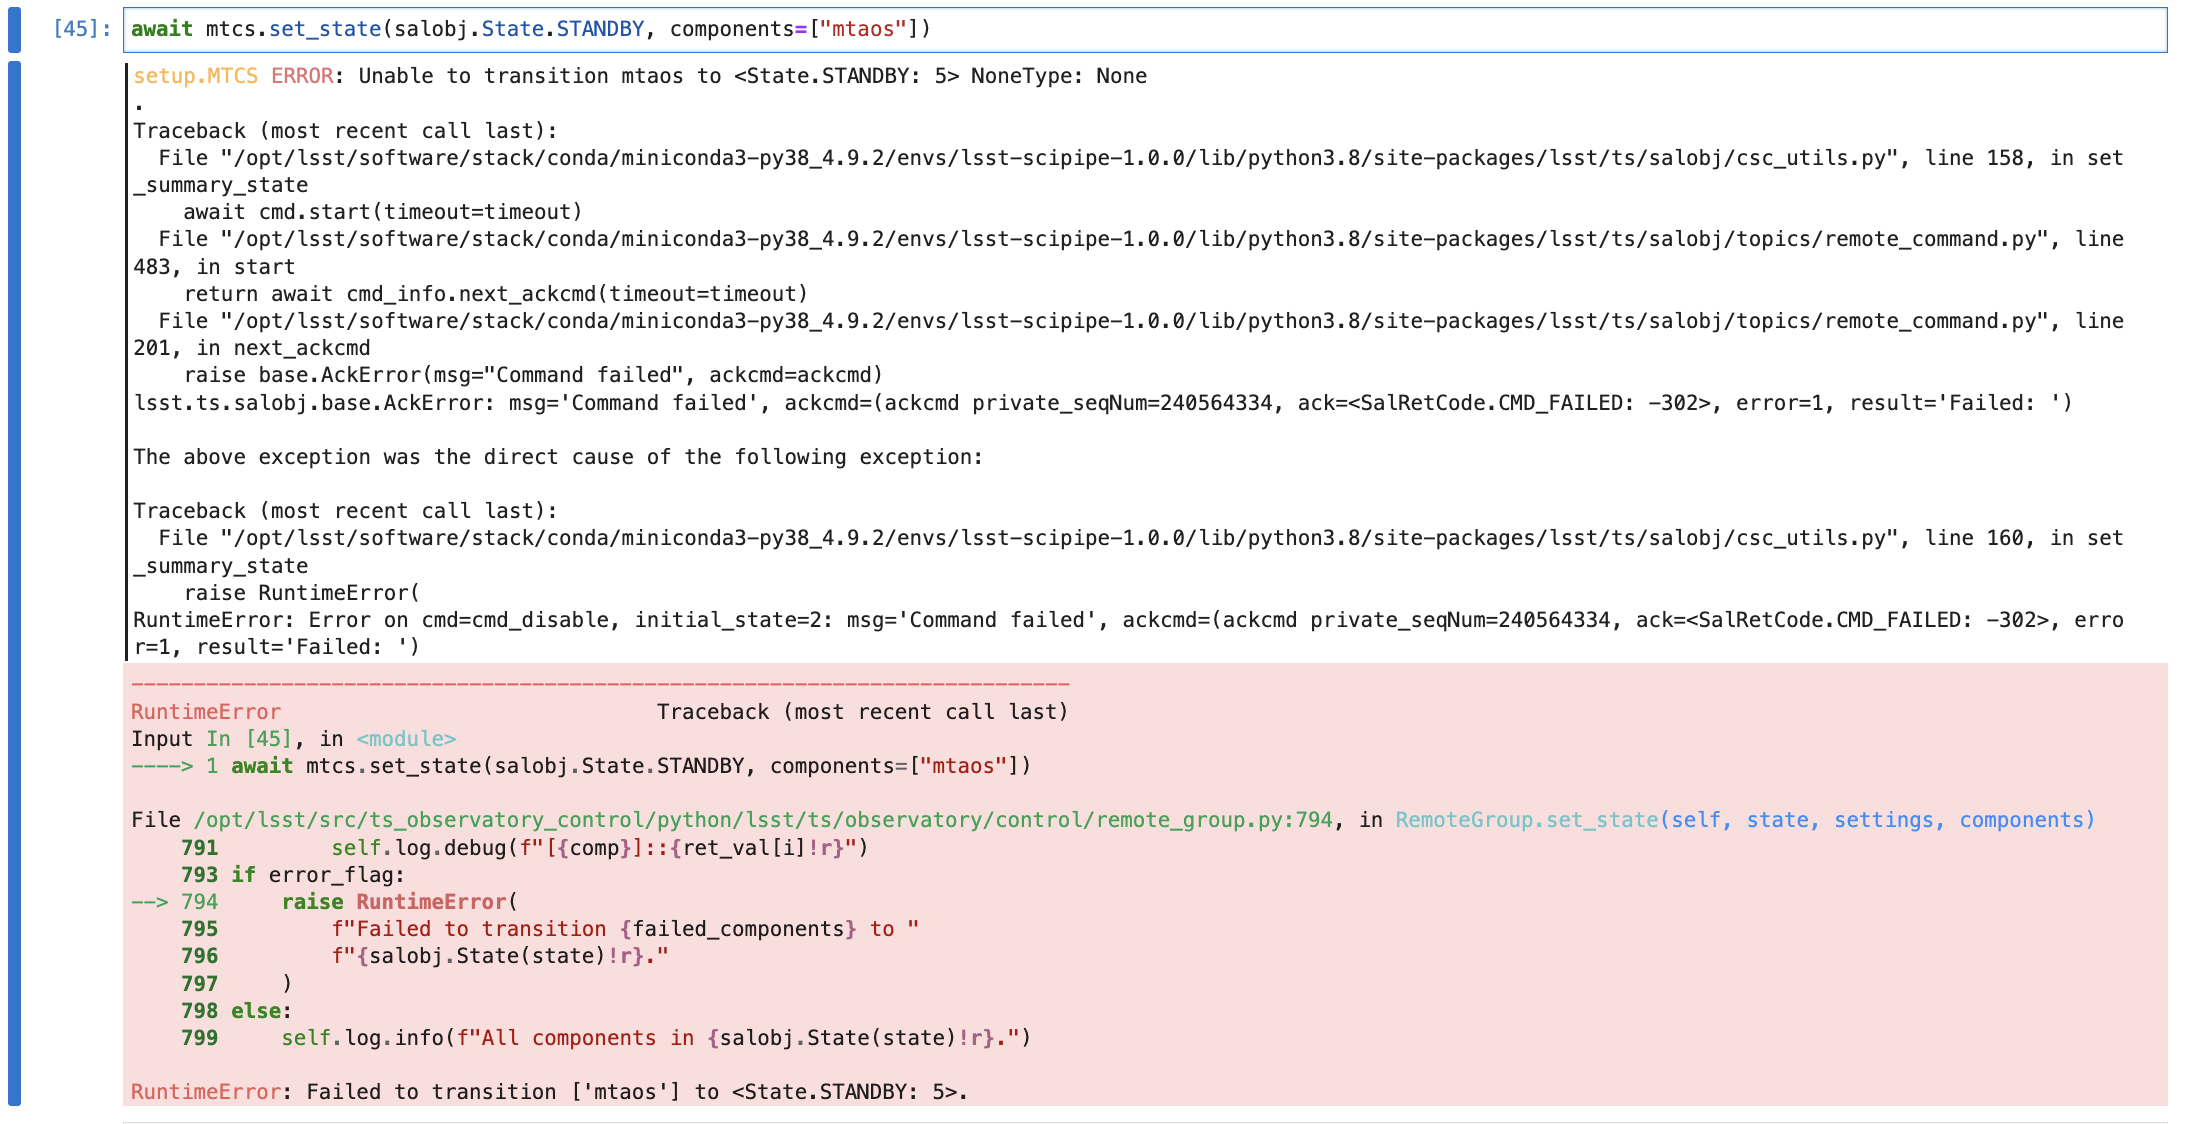 [45]: await mtcs.set_state(salobj.State.STANDBY, components=["mtaos"])
setup.MTCS ERROR: Unable to transition mtaos to <State.STANDBY: 5> NoneType: None
.
Traceback (most recent call last):
  File "/opt/lsst/software/stack/conda/miniconda3-py38_4.9.2/envs/lsst-scipipe-1.0.0/lib/python3.8/site-packages/lsst/ts/salobj/csc_utils.py", line 158, in set
_summary_state
    await cmd.start(timeout=timeout)
  File "/opt/lsst/software/stack/conda/miniconda3-py38_4.9.2/envs/lsst-scipipe-1.0.0/lib/python3.8/site-packages/lsst/ts/salobj/topics/remote_command.py", line
483, in start
    return await cmd_info.next_ackcmd(timeout=timeout)
  File "/opt/lsst/software/stack/conda/miniconda3-py38_4.9.2/envs/lsst-scipipe-1.0.0/lib/python3.8/site-packages/lsst/ts/salobj/topics/remote_command.py", line
201, in next_ackcmd
    raise base.AckError(msg="Command failed", ackcmd=ackcmd)
lsst.ts.salobj.base.AckError: msg='Command failed', ackcmd=(ackcmd private_seqNum=240564334, ack=<SalRetCode.CMD_FAILED: -302>, error=1, result='Failed: ')

The above exception was the direct cause of the following exception:

Traceback (most recent call last):
  File "/opt/lsst/software/stack/conda/miniconda3-py38_4.9.2/envs/lsst-scipipe-1.0.0/lib/python3.8/site-packages/lsst/ts/salobj/csc_utils.py", line 160, in set
_summary_state
    raise RuntimeError(
RuntimeError: Error on cmd=cmd_disable, initial_state=2: msg='Command failed', ackcmd=(ackcmd private_seqNum=240564334, ack=<SalRetCode.CMD_FAILED: -302>, erro
r=1, result='Failed: ')
---------------------------------------------------------------------------
RuntimeError                              Traceback (most recent call last)
Input In [45], in <module>
----> 1 await mtcs.set_state(salobj.State.STANDBY, components=["mtaos"])

File /opt/lsst/src/ts_observatory_control/python/lsst/ts/observatory/control/remote_group.py:794, in RemoteGroup.set_state(self, state, settings, components)
    791         self.log.debug(f"[{comp}]::{ret_val[i]!r}")
    793 if error_flag:
--> 794     raise RuntimeError(
    795         f"Failed to transition {failed_components} to "
    796         f"{salobj.State(state)!r}."
    797     )
    798 else:
    799     self.log.info(f"All components in {salobj.State(state)!r}.")

RuntimeError: Failed to transition ['mtaos'] to <State.STANDBY: 5>.